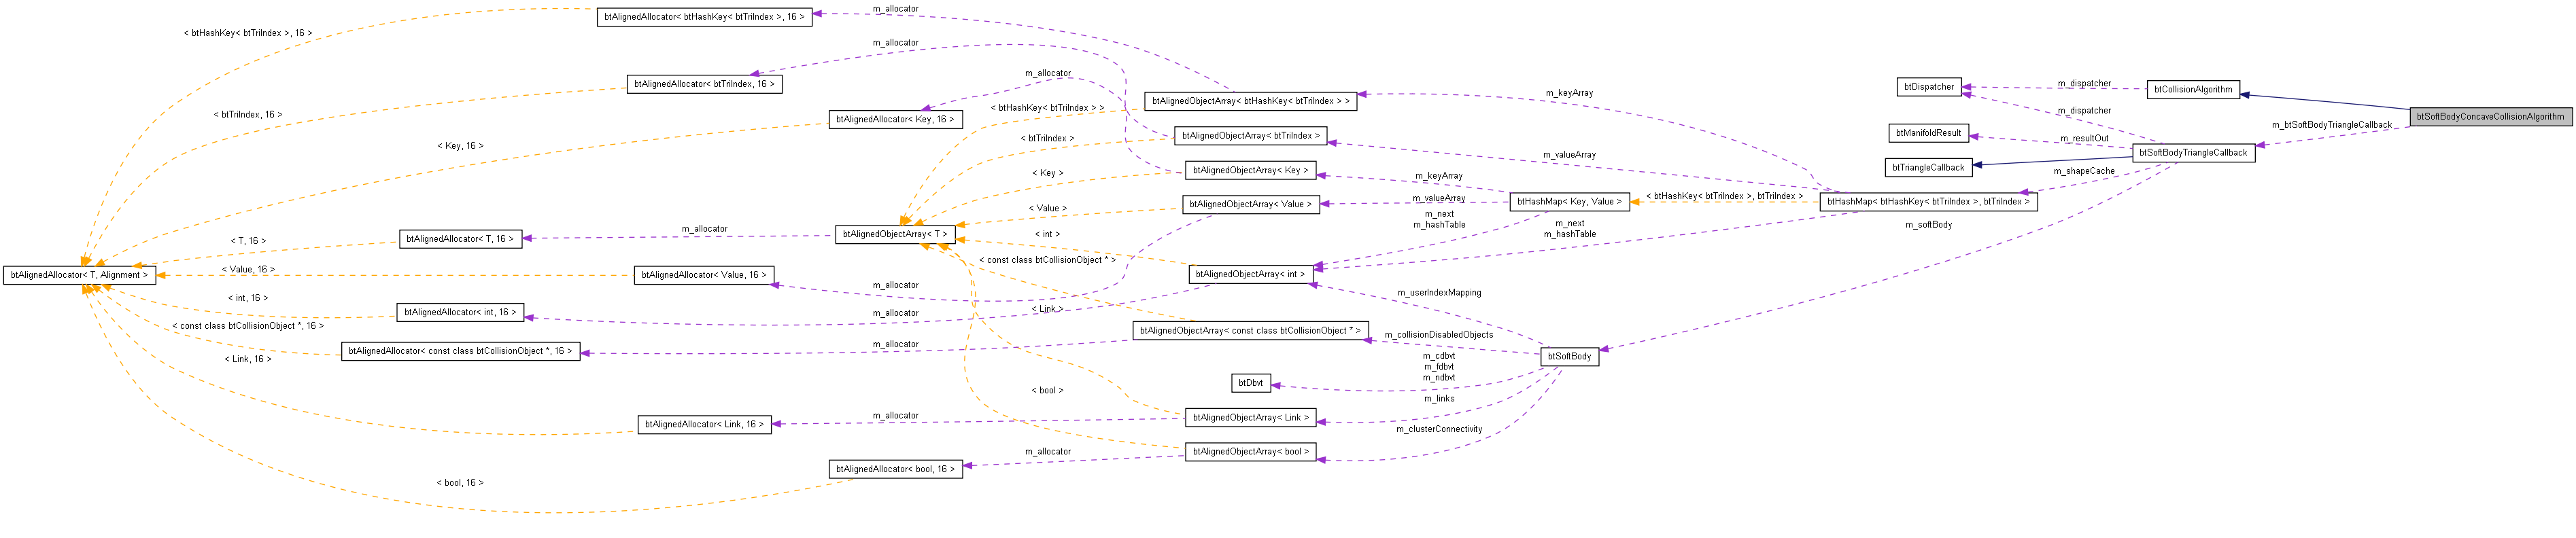 btAlignedAllocator< btHashKey< btTriIndex >, 16 >
m_allocator
< btHashKey< btTriIndex >, 16 >
m_allocator
btAlignedAllocator< btTriIndex, 16 >
m_allocator
< btTriIndex, 16 >
btAlignedAllocator< Key, 16 >
< Key, 16 >
btAlignedObjectArray< btHashKey< btTriIndex > >
< btHashKey< btTriIndex > >
btAlignedObjectArray< btTriIndex >
< btTriIndex >
btAlignedObjectArray< Key >
< Key >
btAlignedObjectArray< Value >
< Value >
m_keyArray
m_valueArray
m_keyArray
m_valueArray
btHashMap< Key, Value >
< btHashKey< btTriIndex >, btTriIndex >
btHashMap< btHashKey< btTriIndex >, btTriIndex >
m_next
m_hashTable
m_next
m_hashTable
btDispatcher
m_dispatcher
btCollisionAlgorithm
m_dispatcher
btManifoldResult
m_resultOut
btTriangleCallback
btSoftBodyTriangleCallback
m_btSoftBodyTriangleCallback
btSoftBodyConcaveCollisionAlgorithm
m_shapeCache
m_softBody
< T, 16 >
btAlignedAllocator< T, 16 >
m_allocator
btAlignedObjectArray< T >
< int >
btAlignedAllocator< T, Alignment >
< Value, 16 >
btAlignedAllocator< Value, 16 >
m_allocator
< const class btCollisionObject * >
btAlignedObjectArray< int >
< int, 16 >
btAlignedAllocator< int, 16 >
m_allocator
< Link >
m_userIndexMapping
< const class btCollisionObject *, 16 >
btAlignedAllocator< const class btCollisionObject *, 16 >
m_allocator
btAlignedObjectArray< const class btCollisionObject * >
m_collisionDisabledObjects
btSoftBody
< Link, 16 >
btDbvt
m_cdbvt
m_fdbvt
m_ndbvt
< bool >
m_links
btAlignedAllocator< Link, 16 >
m_allocator
btAlignedObjectArray< Link >
m_clusterConnectivity
btAlignedObjectArray< bool >
m_allocator
btAlignedAllocator< bool, 16 >
< bool, 16 >